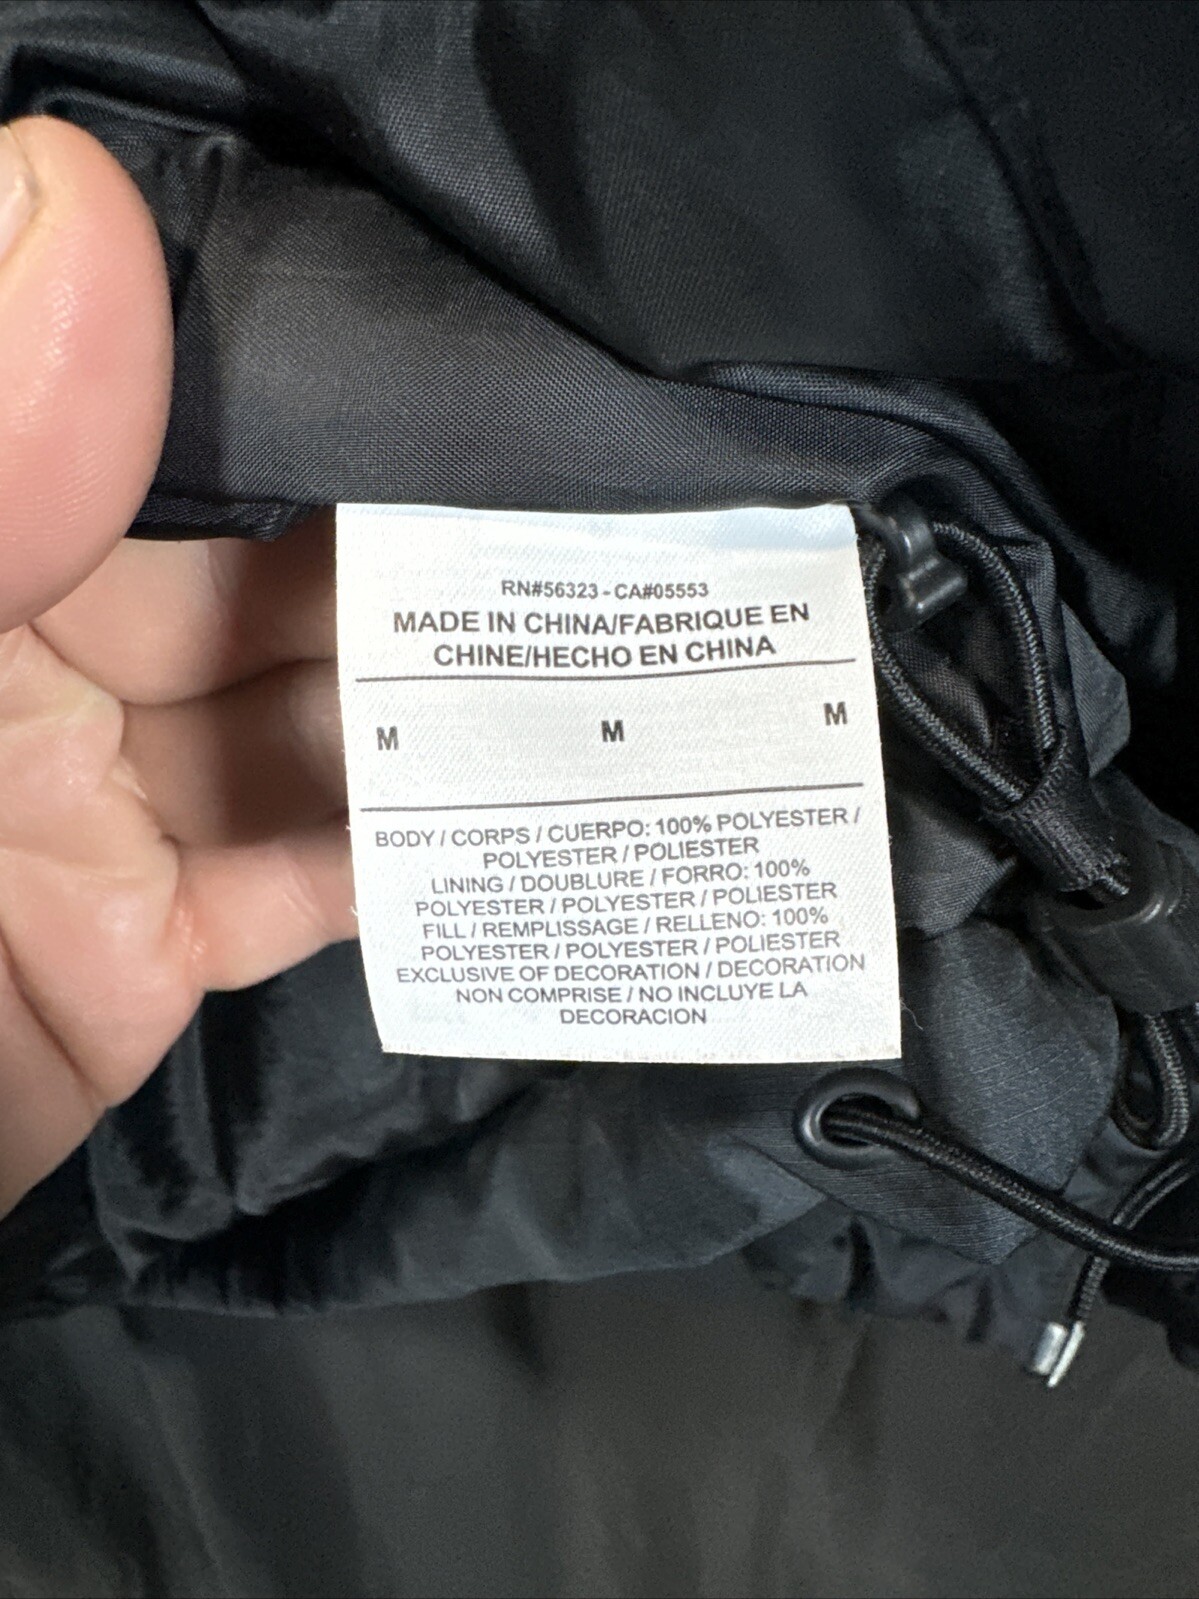 RN#56323 - CA#05553
MADE IN CHINA/FABRIQUE EN
CHINE/HECHO EN CHINA
M M M
BODY / CORPS / CUERPO: 100% POLYESTER /
POLYESTER / POLIESTER
LINING / DOUBLURE / FORRO: 100%
POLYESTER / POLYESTER / POLIESTER
FILL / REMPLISSAGE / RELLENO: 100%
POLYESTER / POLYESTER / POLIESTER
EXCLUSIVE OF DECORATION / DECORATION
NON COMPRISE / NO INCLUYE LA
DECORACION